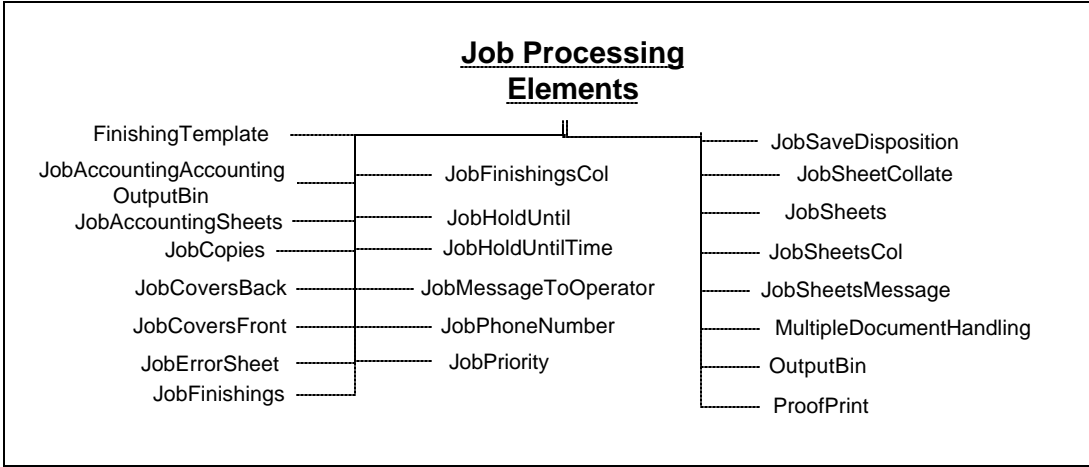 Job Processing
Elements
FinishingTemplate
JobAccountingAccounting
OutputBin
JobAccountingSheets
JobCopies
JobCoversBack
JobCoversFront
JobErrorSheet
JobFinishings
JobFinishingsCol
JobHoldUntil
JobHoldUntilTime
JobMessageToOperator
JobPhoneNumber
JobPriority
JobSaveDisposition
JobSheetCollate
JobSheets
JobSheetsCol
JobSheetsMessage
MultipleDocumentHandling
OutputBin
ProofPrint